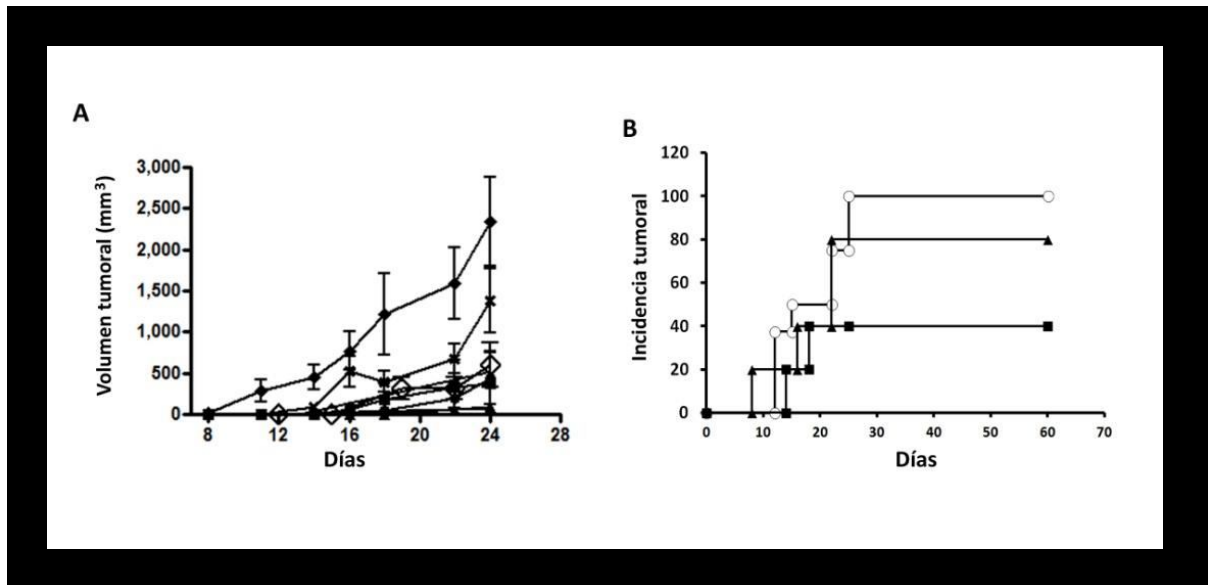 A
Volumen tumoral (mm³)
3,000
2,500
2,000
1,500
1,000
500
0
8 12 16 20 24 28
Días
B
Incidencia tumoral
120
100
80
60
40
20
0
0 10 20 30 40 50 60 70
Días